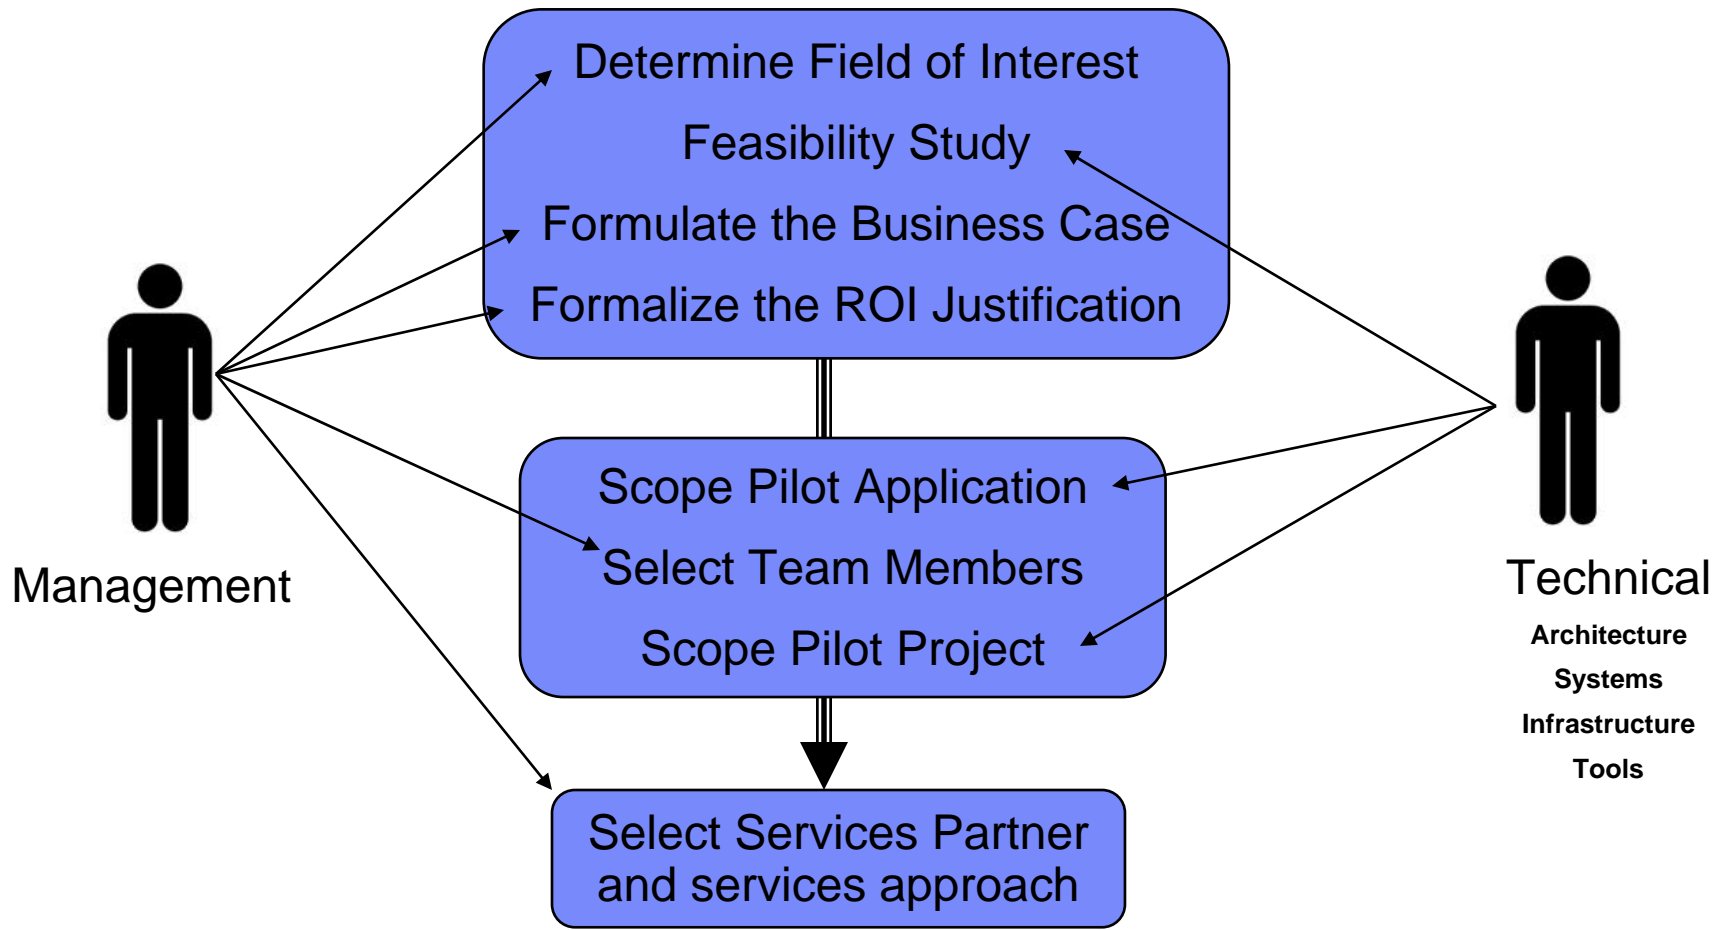 Determine Field of Interest
Feasibility Study
Formulate the Business Case
Formalize the ROI Justification
Scope Pilot Application
Select Team Members
Scope Pilot Project
Select Services Partner
and services approach
Management
Technical
Architecture
Systems
Infrastructure
Tools